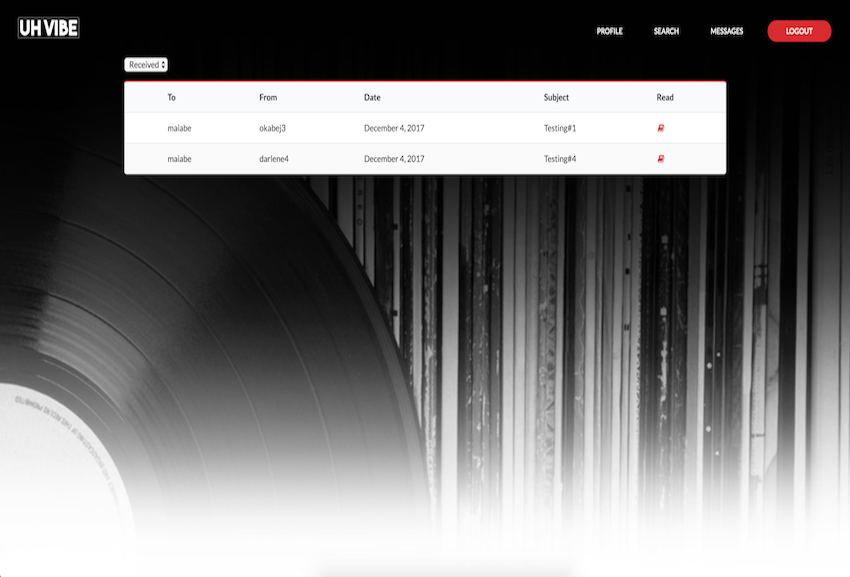 UH VIBE
PROFILE SEARCH MESSAGES LOGOUT
Received
To From Date Subject Read
maiabe okabej3 December 4, 2017 Testing#1
maiabe darlene4 December 4, 2017 Testing#4